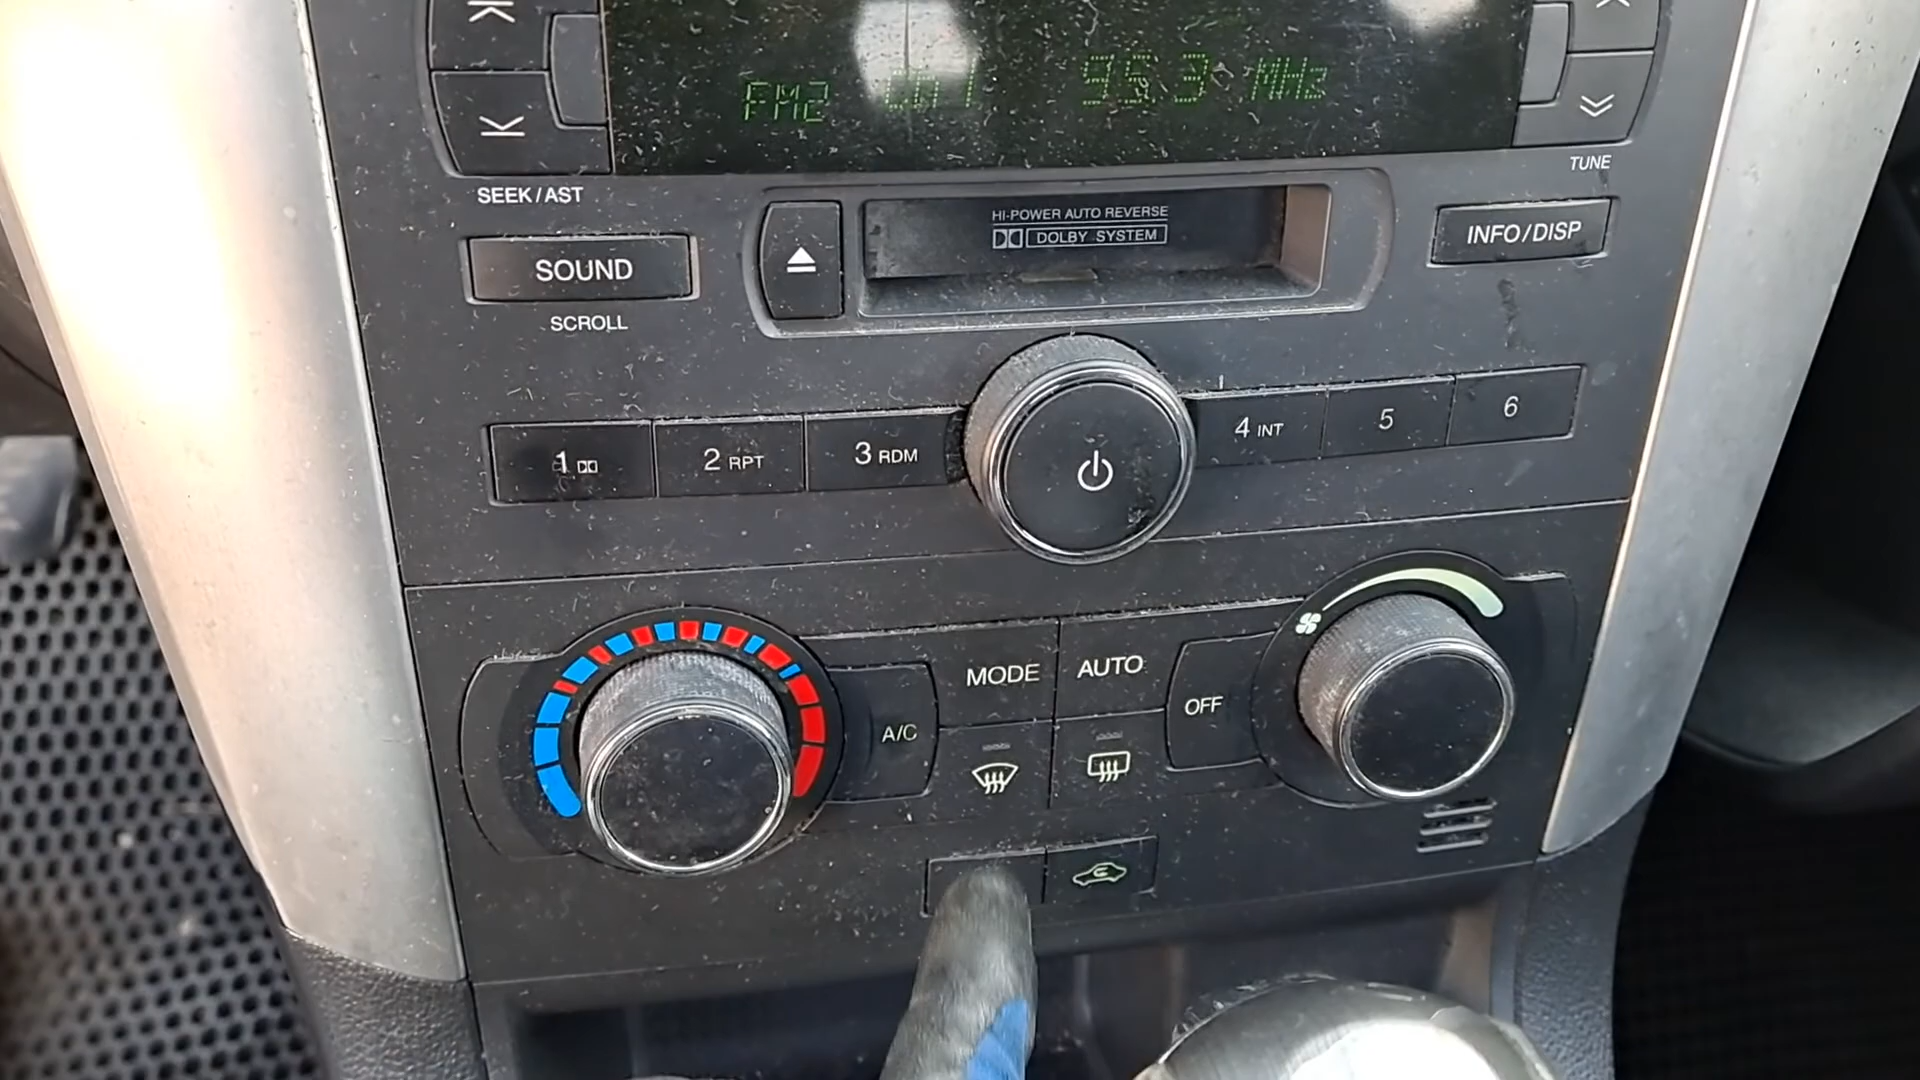 FM2 Ch1 95.3 MHz
TUNE
SEEK/AST
HI-POWER AUTO REVERSE
DOLBY SYSTEM
INFO/DISP
SOUND
SCROLL
1 2 RPT 3 RDM 4 INT 5 6
MODE AUTO
A/C OFF